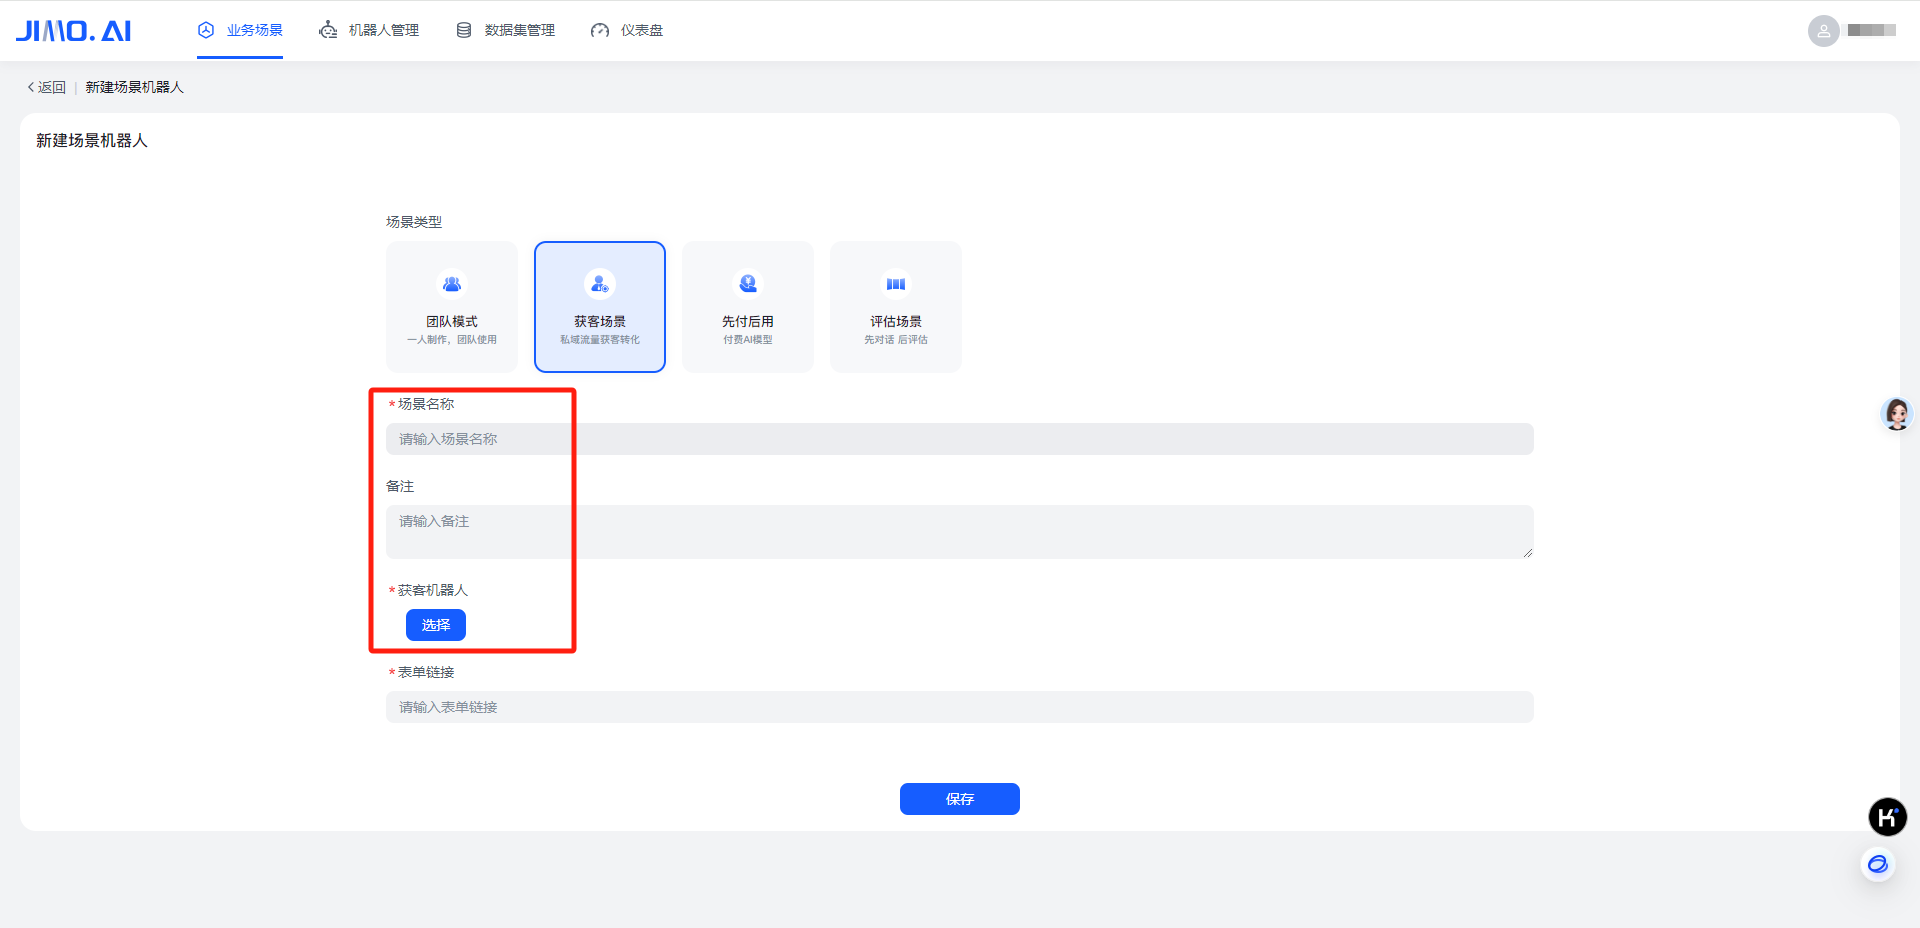 JIMO.AI
业务场景
机器人管理
数据集管理
仪表盘
返回 | 新建场景机器人
新建场景机器人
场景类型
团队模式
一人制作，团队使用
获客场景
私域流量获客转化
先付后用
付费AI模型
评估场景
先对话 后评估
*场景名称
请输入场景名称
备注
请输入备注
*获客机器人
选择
*表单链接
请输入表单链接
保存
K